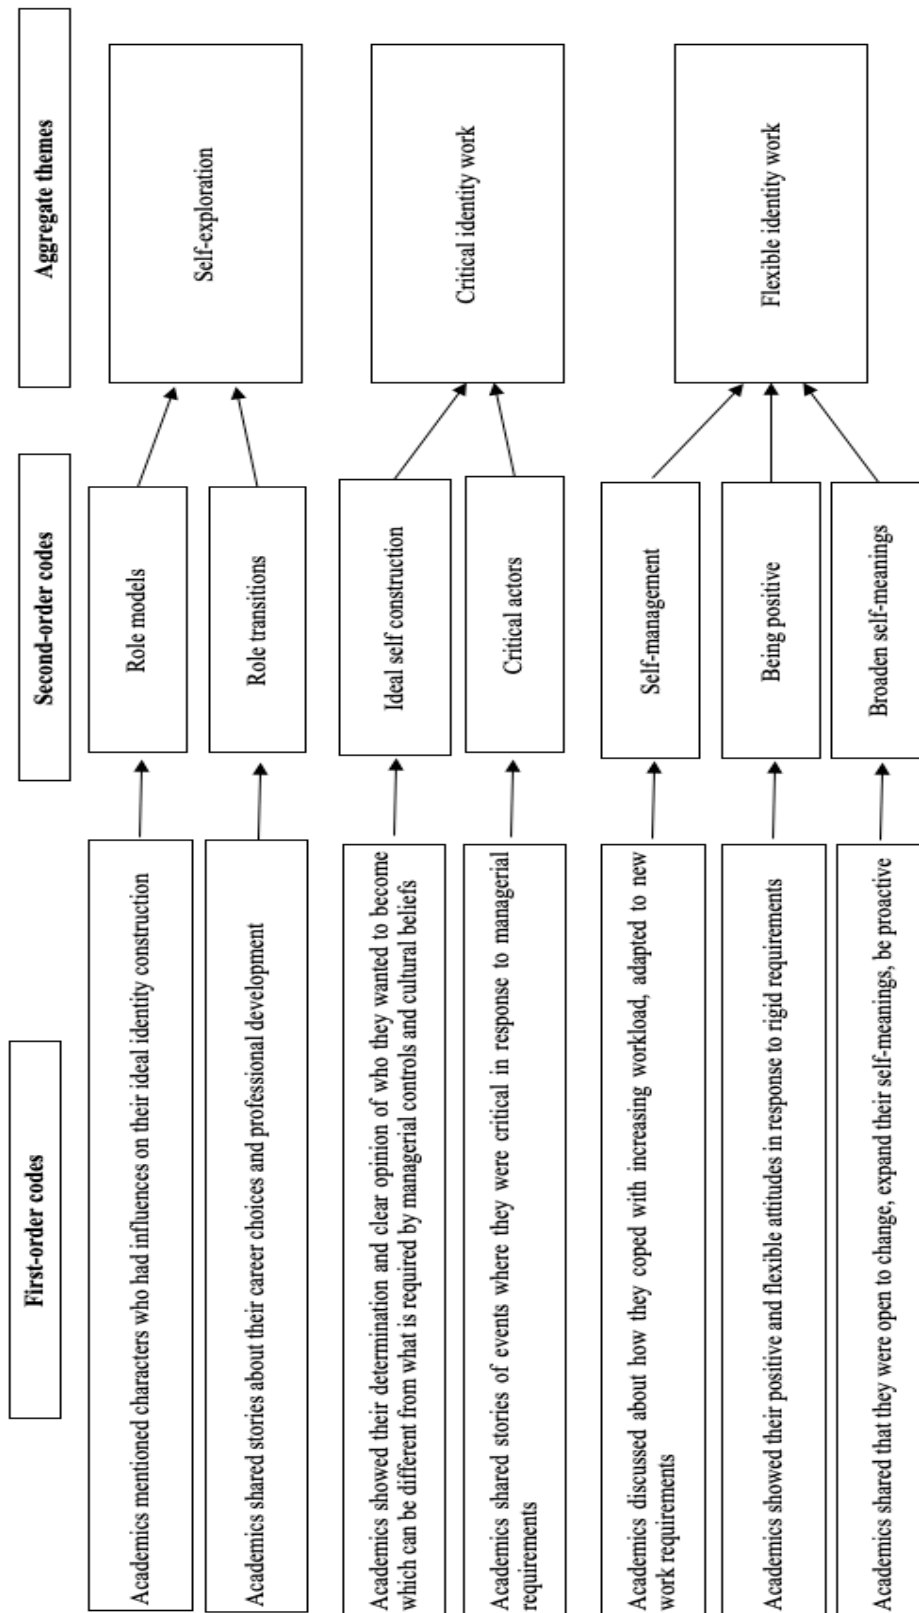 First-order codes
Second-order codes
Aggregate themes
Academics mentioned characters who had influences on their ideal identity construction
Role models
Academics shared stories about their career choices and professional development
Role transitions
Self-exploration
Academics showed their determination and clear opinion of who they wanted to become
which can be different from what is required by managerial controls and cultural beliefs
Ideal self construction
Academics shared stories of events where they were critical in response to managerial
requirements
Critical actors
Critical identity work
Academics discussed about how they coped with increasing workload, adapted to new
work requirements
Self-management
Academics showed their positive and flexible attitudes in response to rigid requirements
Being positive
Academics shared that they were open to change, expand their self-meanings, be proactive
Broaden self-meanings
Flexible identity work